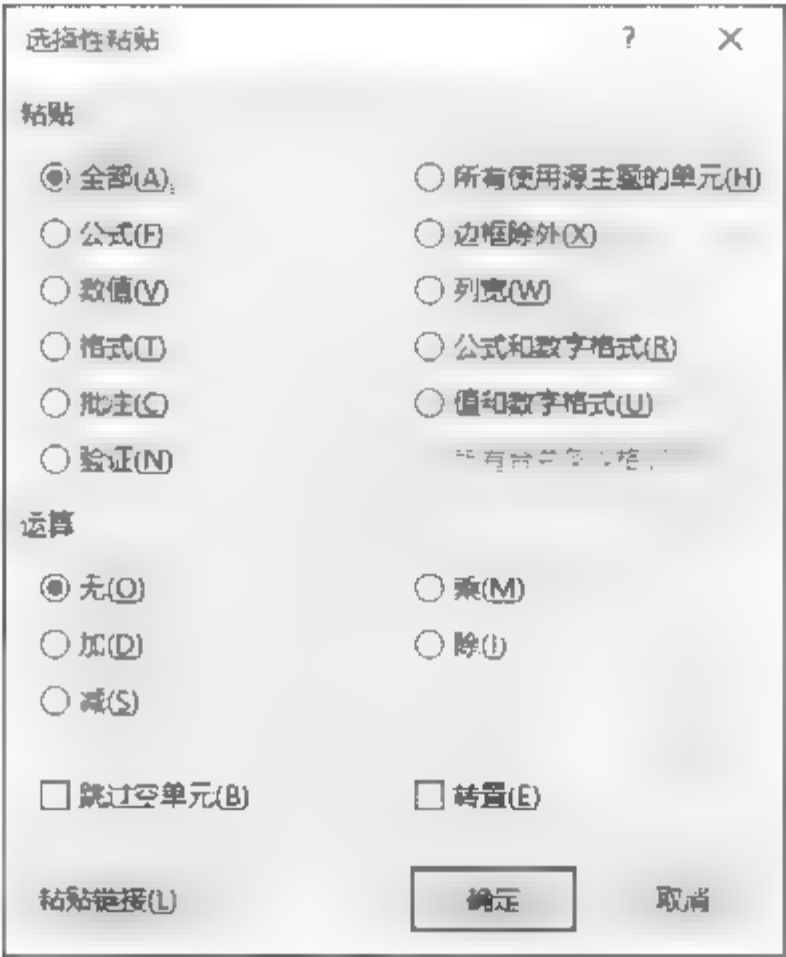 选择性粘贴 ? ×
粘贴
全部(A) 所有使用源主题的单元(H)
公式(F) 边框除外(X)
数值(V) 列宽(W)
格式(T) 公式和数字格式(R)
批注(C) 值和数字格式(U)
验证(N)
运算
无(O) 乘(M)
加(D) 除(I)
减(S)
跳过空单元(B) 转置(E)
粘贴链接(L) 确定 取消